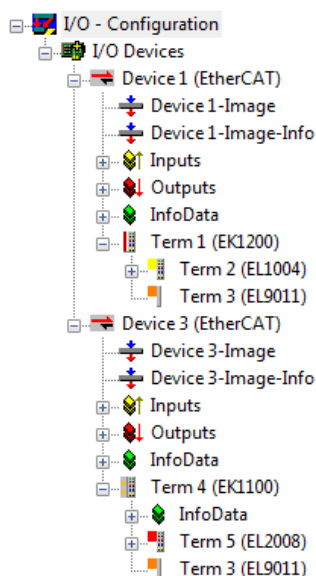 I/O - Configuration
I/O Devices
Device 1 (EtherCAT)
Device 1-Image
Device 1-Image-Info
Inputs
Outputs
InfoData
Term 1 (EK1200)
Term 2 (EL1004)
Term 3 (EL9011)
Device 3 (EtherCAT)
Device 3-Image
Device 3-Image-Info
Inputs
Outputs
InfoData
Term 4 (EK1100)
InfoData
Term 5 (EL2008)
Term 3 (EL9011)